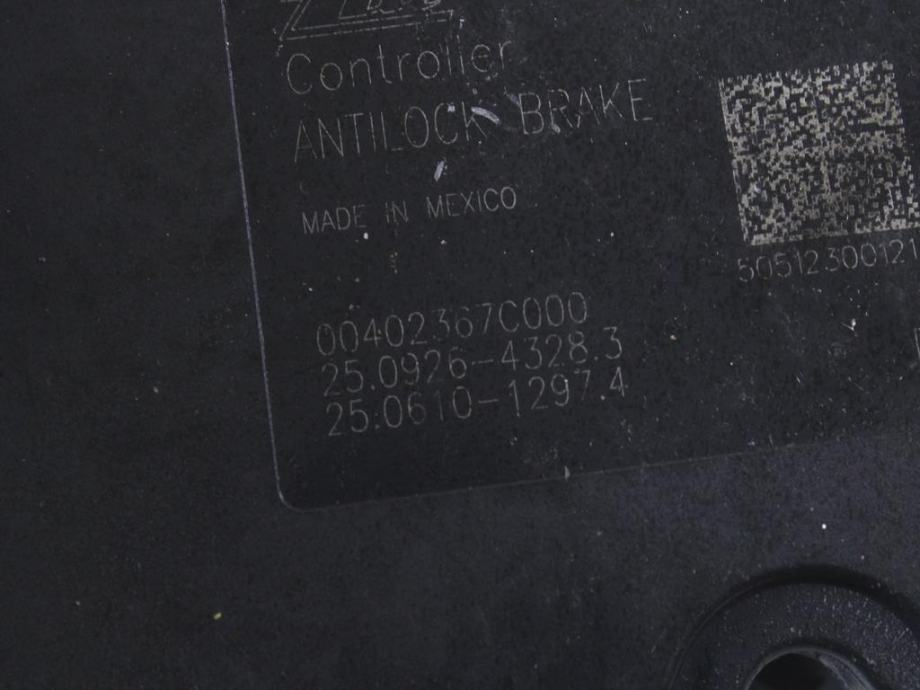 Controller
ANTILOCK BRAKE
MADE IN MEXICO
50512300121
00402367C000
25.0926-4328.3
25.0610-1297.4